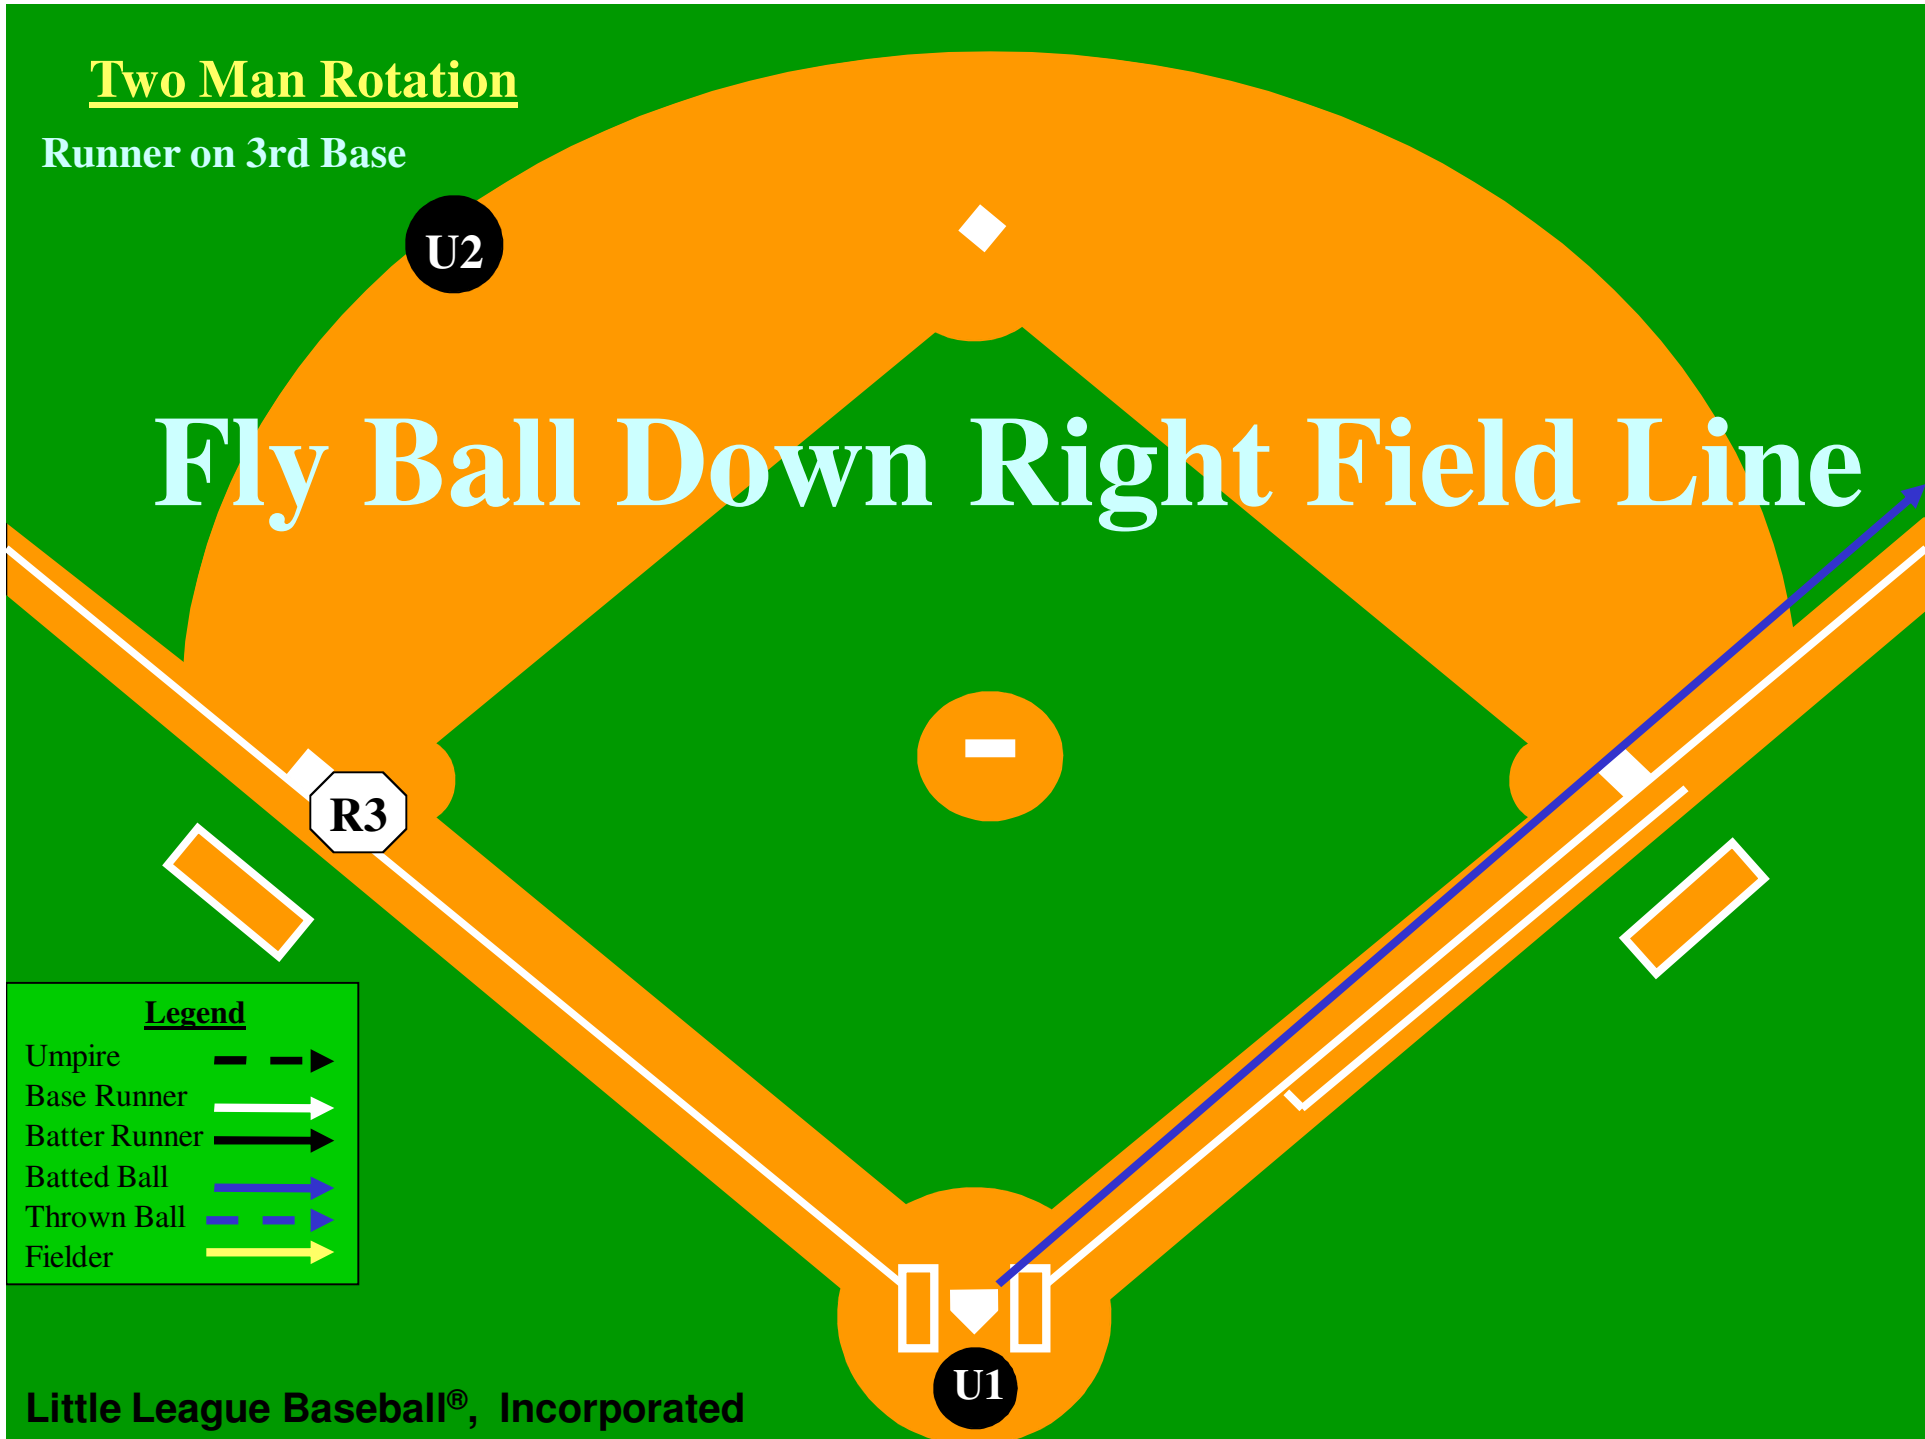 Two Man Rotation
Runner on 3rd Base
U2
Fly Ball Down Right Field Line
R3
Legend
Umpire
Base Runner
Batter Runner
Batted Ball
Thrown Ball
Fielder
U1
Little League Baseball®, Incorporated